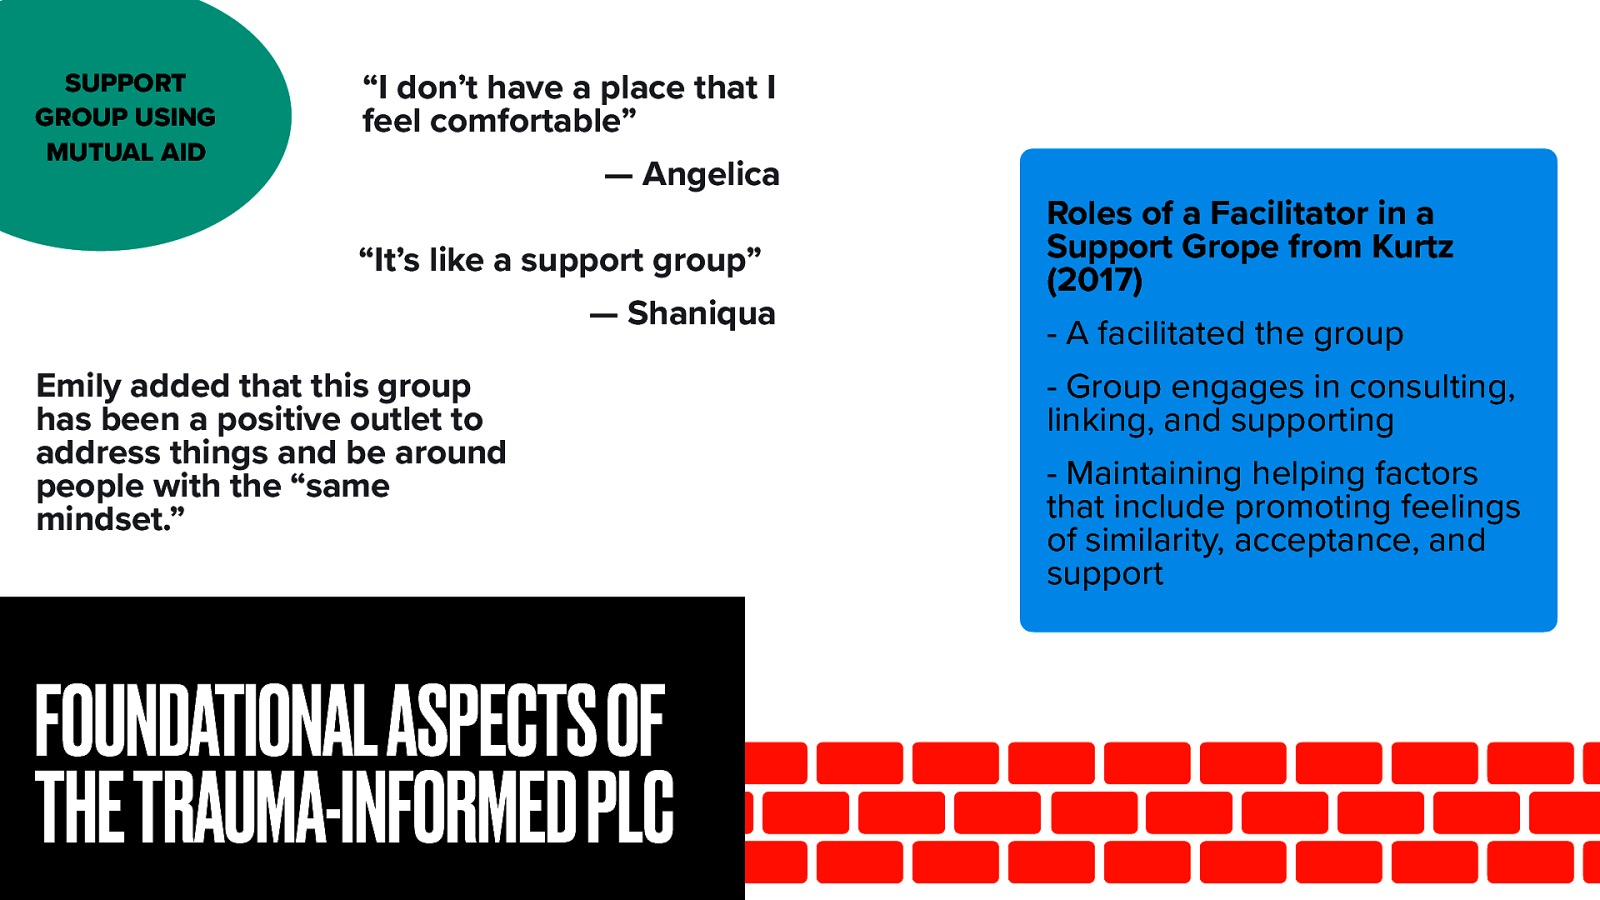 SUPPORT
GROUP USING
MUTUAL AID
“I don’t have a place that I
feel comfortable”
— Angelica
“It’s like a support group”
— Shaniqua
Emily added that this group
has been a positive outlet to
address things and be around
people with the “same
mindset.”
Roles of a Facilitator in a
Support Grope from Kurtz
(2017)
- A facilitated the group
- Group engages in consulting,
linking, and supporting
- Maintaining helping factors
that include promoting feelings
of similarity, acceptance, and
support
FOUNDATIONAL ASPECTS OF
THE TRAUMA-INFORMED PLC